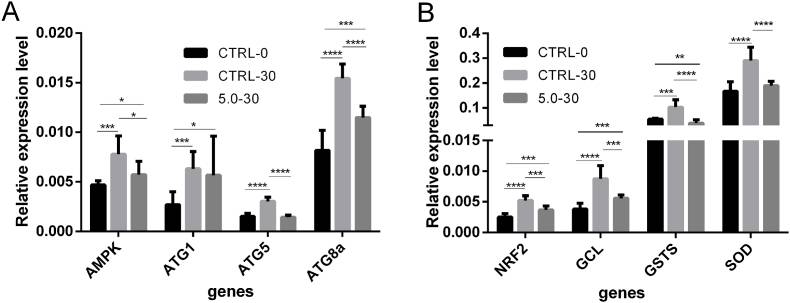 A
Relative expression level
0.020
0.015
0.010
0.005
0.000
CTRL-0
CTRL-30
5.0-30
*
***
*
*
***
****
****
***
****
****
AMPK
ATG1
ATG5
ATG8a
genes
B
Relative expression level
0.4
0.3
0.2
0.1
0.015
0.010
0.005
0.000
CTRL-0
CTRL-30
5.0-30
***
****
***
***
****
***
**
***
****
****
****
NRF2
GCL
GSTS
SOD
genes